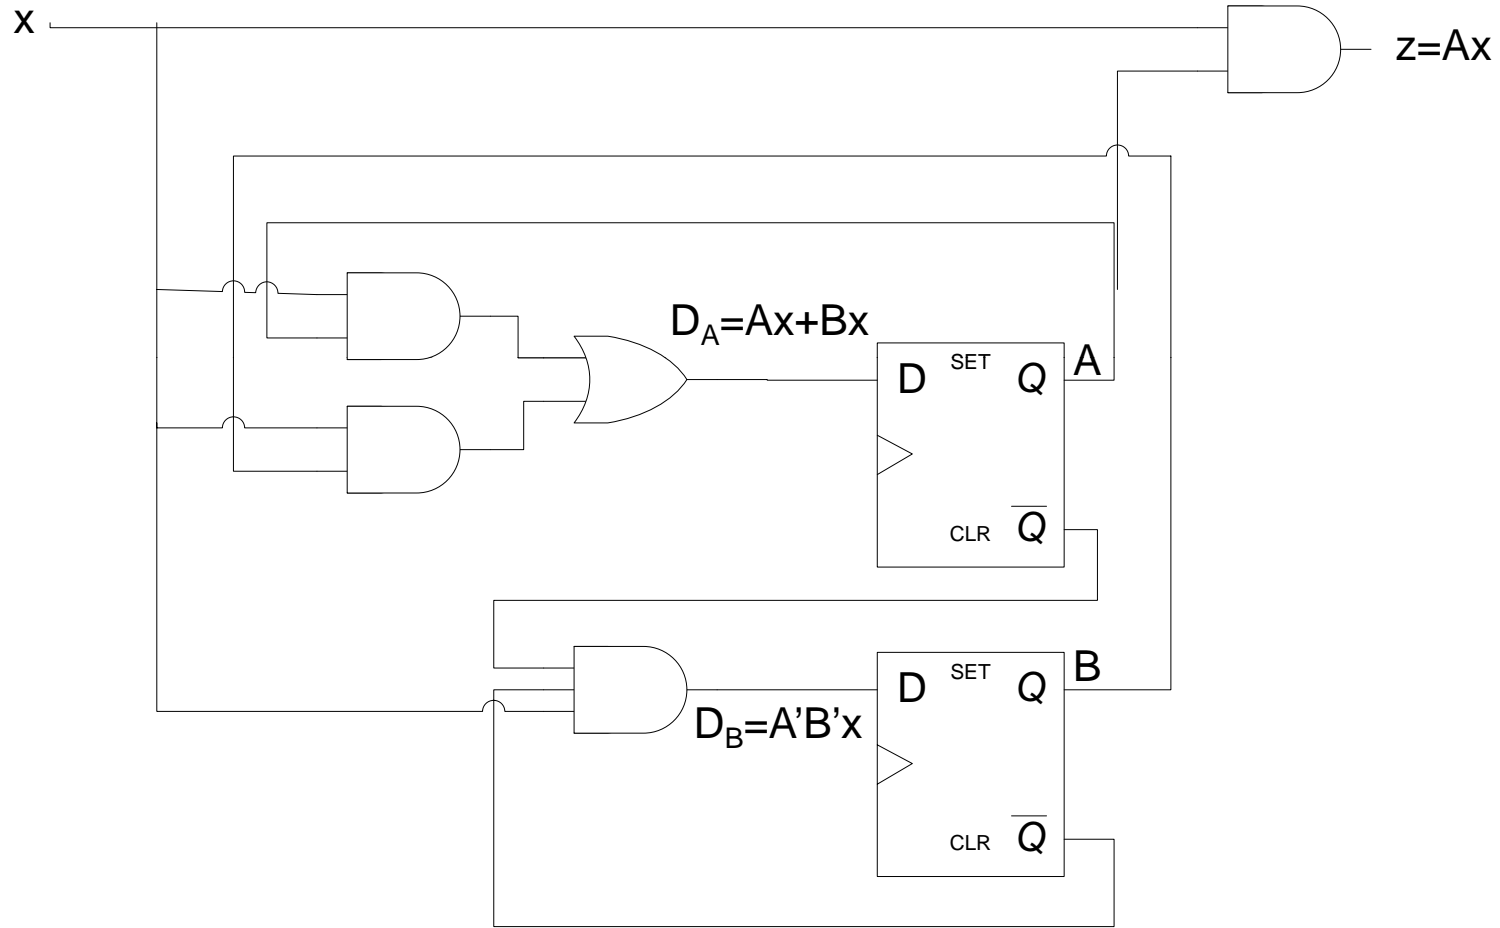 x
z=Ax
D_A=Ax+Bx
A
SET
D
Q
CLR
Q̅
B
SET
D
Q
D_B=A’B’x
CLR
Q̅